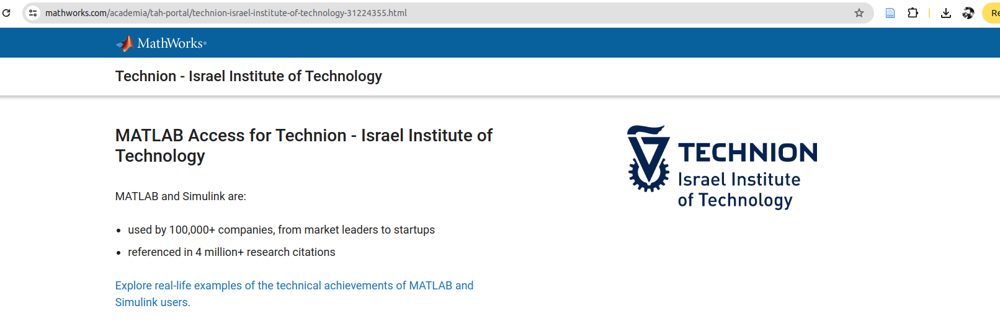 mathworks.com/academia/tah-portal/technion-israel-institute-of-technology-31224355.html
Re
MathWorks®
Technion - Israel Institute of Technology
MATLAB Access for Technion - Israel Institute of
Technology
MATLAB and Simulink are:
• used by 100,000+ companies, from market leaders to startups
• referenced in 4 million+ research citations
Explore real-life examples of the technical achievements of MATLAB and
Simulink users.
TECHNION
Israel Institute
of Technology